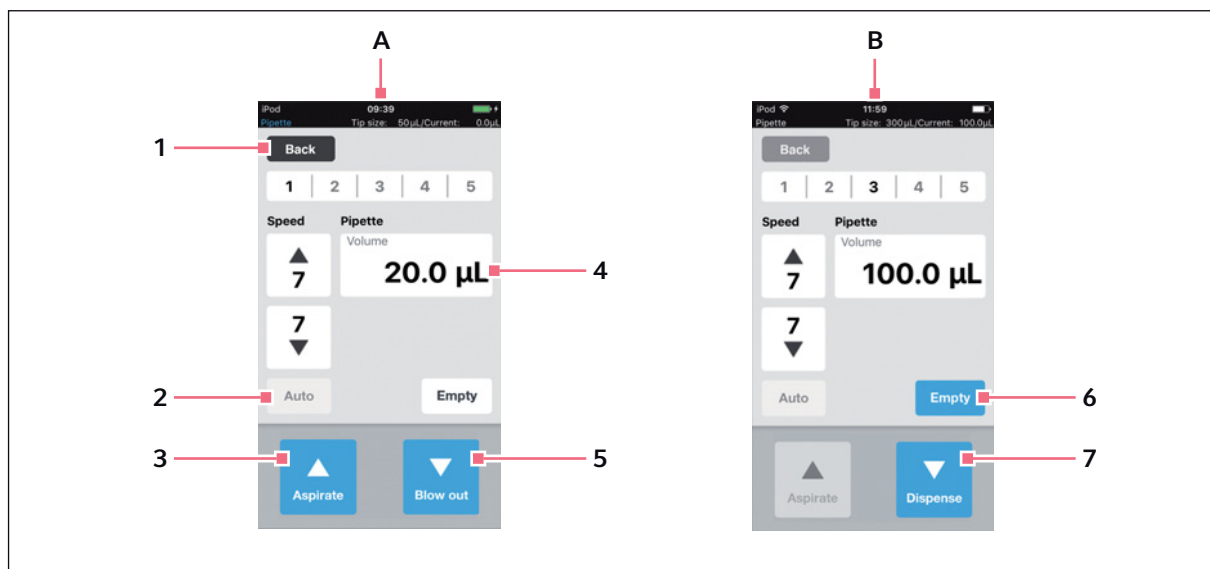 A
B
iPod 09:39
Pipette Tip size: 50µL/Current: 0.0µL
iPod 11:59
Pipette Tip size: 300µL/Current: 100.0µL
1
Back
Back
1 2 3 4 5
1 2 3 4 5
Speed Pipette
Speed Pipette
Volume
Volume
7
20.0 µL
4
7
100.0 µL
7
7
2
Auto
Empty
Auto
Empty
6
3
Aspirate
Blow out
5
Aspirate
Dispense
7